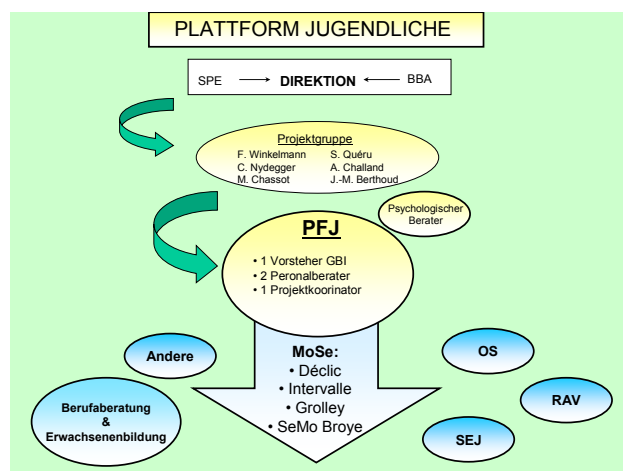 PLATTFORM JUGENDLICHE
SPE DIREKTION BBA
Projektgruppe
F. Winkelmann S. Quéru
C. Nydegger A. Challand
M. Chassot J.-M. Berthoud
Psychologischer
Berater
PFJ
• 1 Vorsteher GBI
• 2 Peronalberater
• 1 Projektkoorinator
MoSe:
• Déclic
• Intervalle
• Grolley
• SeMo Broye
Andere
Berufaberatung
&
Erwachsenenbildung
OS
RAV
SEJ